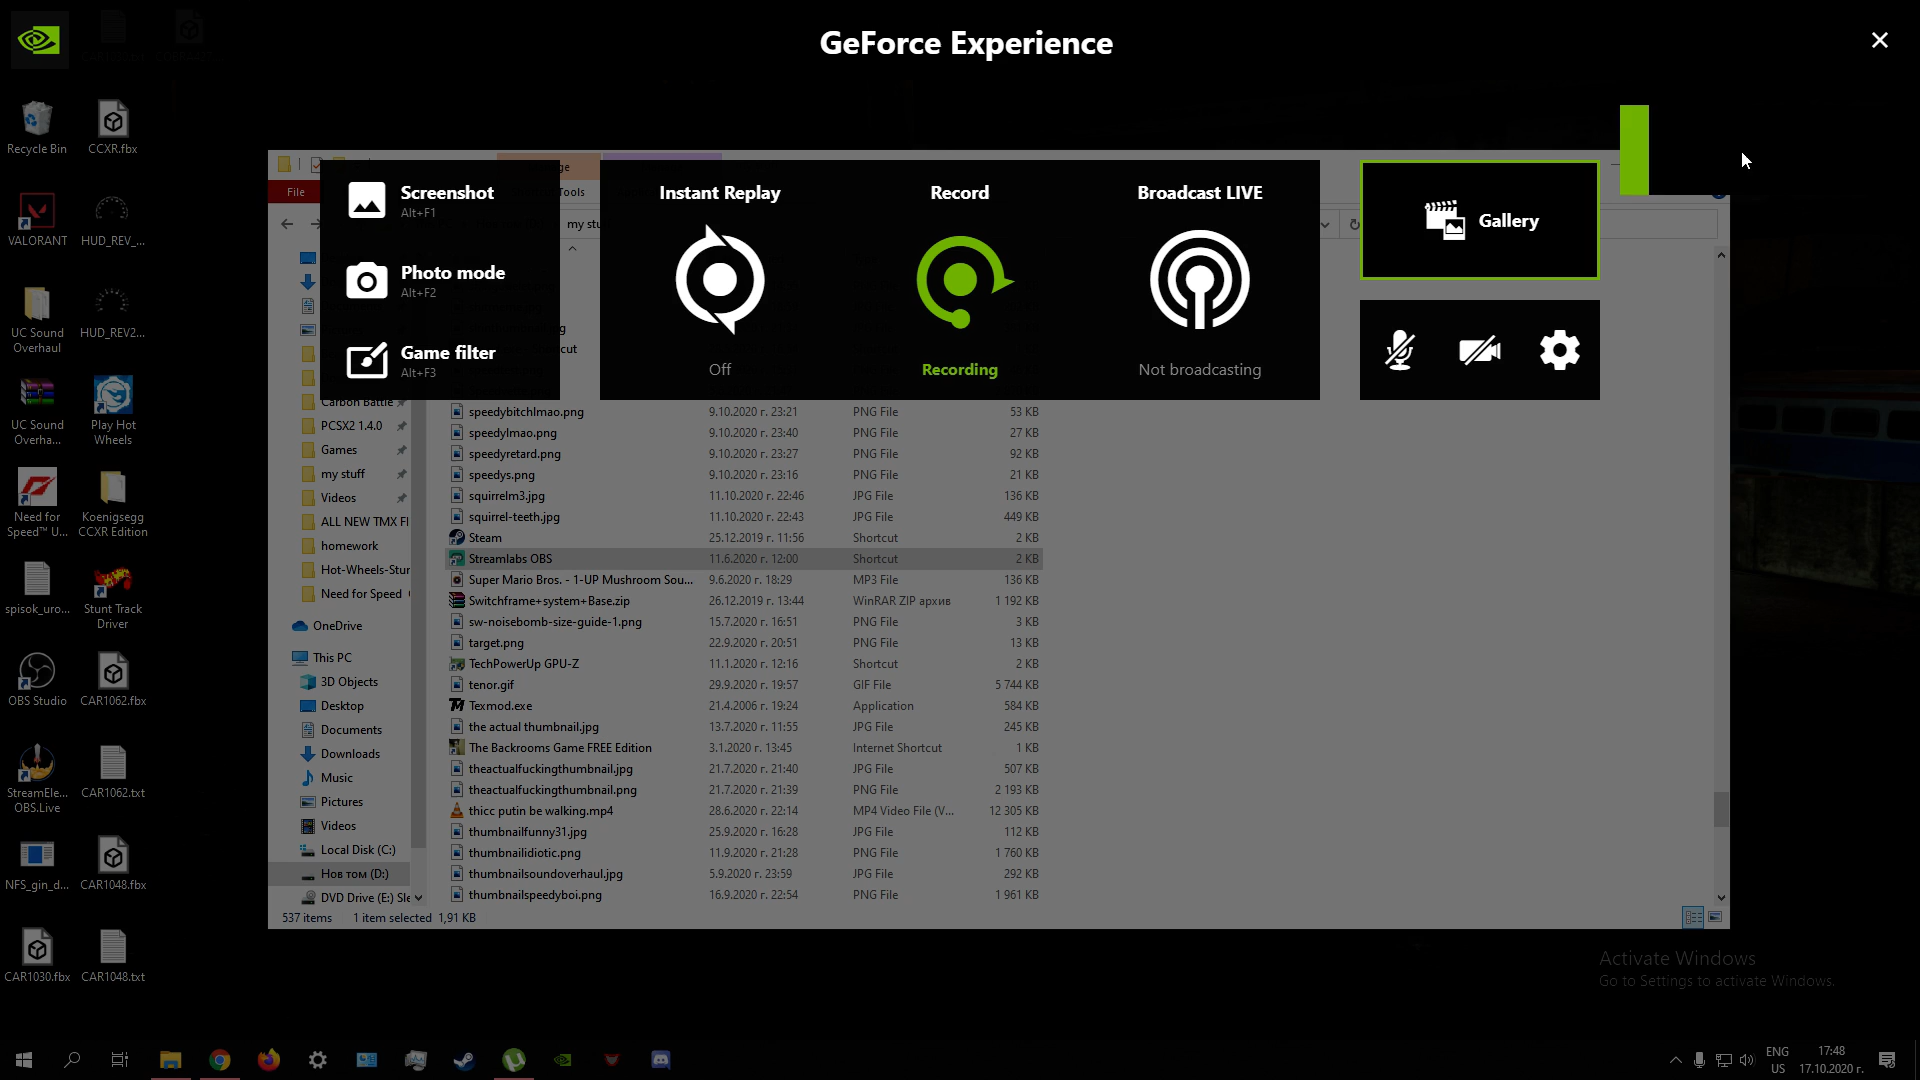 GeForce Experience
Recycle Bin
CCXR.fbx
VALORANT
HUD_REV_...
UC Sound
Overhaul
HUD_REV2...
UC Sound
Overha...
Play Hot
Wheels
Need for
Speed™ U...
Koenigsegg
CCXR Edition
spisok_uro...
Stunt Track
Driver
OBS Studio
CAR1062.fbx
StreamEle...
OBS.Live
CAR1062.txt
NFS_gin_d...
CAR1048.fbx
CAR1030.fbx
CAR1048.txt
File
Tools
my stu
Screenshot
Alt+F1
Photo mode
Alt+F2
Game filter
Alt+F3
Instant Replay
Off
Record
Recording
Broadcast LIVE
Not broadcasting
Gallery
Carbon Battle
PCSX2 1.4.0
Games
my stuff
Videos
ALL NEW TMX FI
homework
Hot-Wheels-Stur
Need for Speed
OneDrive
This PC
3D Objects
Desktop
Documents
Downloads
Music
Pictures
Videos
Local Disk (C:)
Нов том (D:)
DVD Drive (E:) Sle
speedybitchlmao.png 9.10.2020 г. 23:21 PNG File 53 KB
speedylmao.png 9.10.2020 г. 23:40 PNG File 27 KB
speedyretard.png 9.10.2020 г. 23:27 PNG File 92 KB
speedys.png 9.10.2020 г. 23:16 PNG File 21 KB
squirrelm3.jpg 11.10.2020 г. 22:46 JPG File 136 KB
squirrel-teeth.jpg 11.10.2020 г. 22:43 JPG File 449 KB
Steam 25.12.2019 г. 11:56 Shortcut 2 KB
Streamlabs OBS 11.6.2020 г. 12:00 Shortcut 2 KB
Super Mario Bros. - 1-UP Mushroom Sou... 9.6.2020 г. 18:29 MP3 File 136 KB
Switchframe+system+Base.zip 26.12.2019 г. 13:44 WinRAR ZIP архив 1 192 KB
sw-noisebomb-size-guide-1.png 15.7.2020 г. 16:51 PNG File 3 KB
target.png 22.9.2020 г. 20:51 PNG File 13 KB
TechPowerUp GPU-Z 11.1.2020 г. 12:16 Shortcut 2 KB
tenor.gif 29.9.2020 г. 19:57 GIF File 5 744 KB
Texmod.exe 21.4.2006 г. 19:24 Application 584 KB
the actual thumbnail.jpg 13.7.2020 г. 11:55 JPG File 245 KB
The Backrooms Game FREE Edition 3.1.2020 г. 13:45 Internet Shortcut 1 KB
theactualfuckingthumbnail.jpg 21.7.2020 г. 21:40 JPG File 507 KB
theactualfuckingthumbnail.png 21.7.2020 г. 21:39 PNG File 2 193 KB
thicc putin be walking.mp4 28.6.2020 г. 22:14 MP4 Video File (V... 12 305 KB
thumbnailfunny31.jpg 25.9.2020 г. 16:28 JPG File 112 KB
thumbnailidiotic.png 11.9.2020 г. 21:28 PNG File 1 760 KB
thumbnailsoundoverhaul.jpg 5.9.2020 г. 23:59 JPG File 292 KB
thumbnailspeedyboi.png 16.9.2020 г. 22:54 PNG File 1 961 KB
537 items 1 item selected 1,91 KB
Activate Windows
Go to Settings to activate Windows.
ENG
US
17:48
17.10.2020 г.